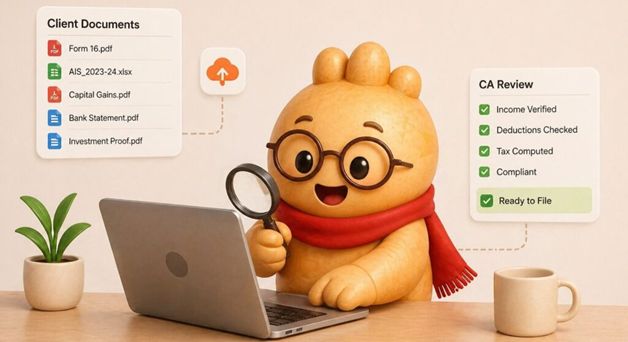 Client Documents
Form 16.pdf
AIS_2023-24.xlsx
Capital Gains.pdf
Bank Statement.pdf
Investment Proof.pdf
CA Review
Income Verified
Deductions Checked
Tax Computed
Compliant
Ready to File